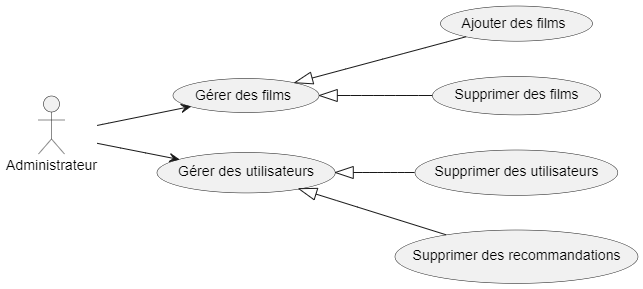 Ajouter des films
Gérer des films
Supprimer des films
Administrateur
Gérer des utilisateurs
Supprimer des utilisateurs
Supprimer des recommandations